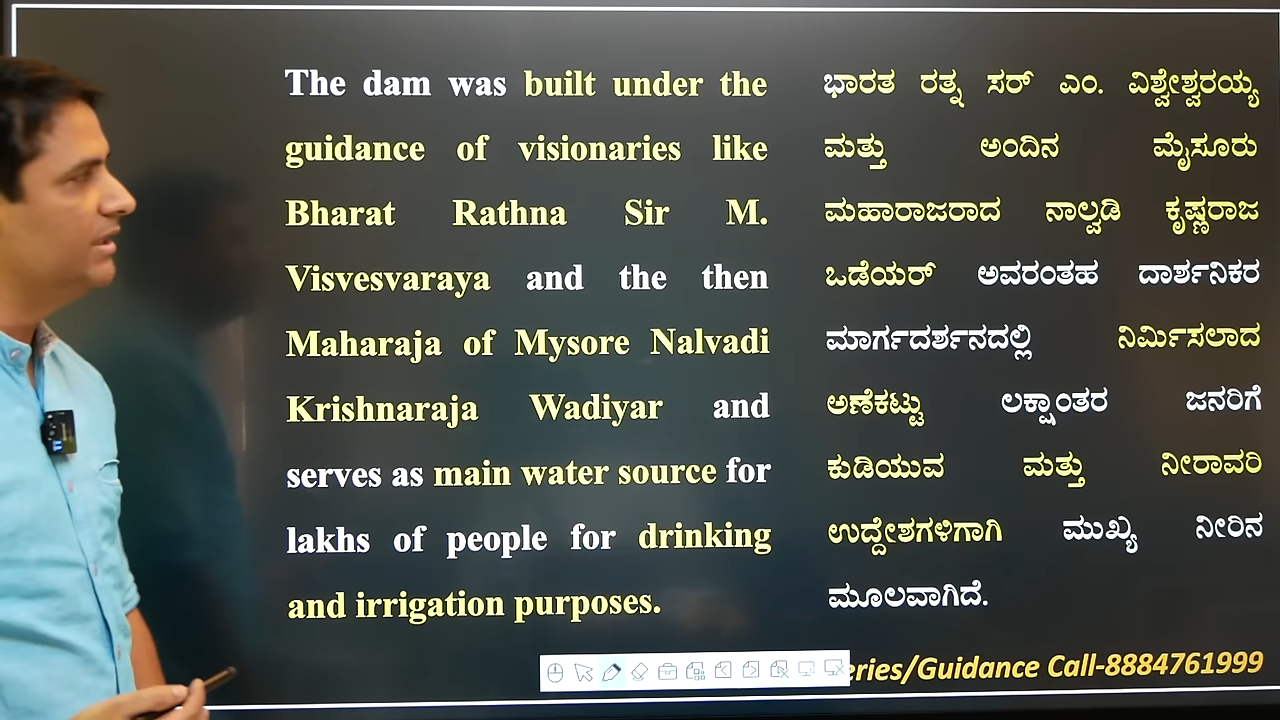 The dam was built under the
guidance of visionaries like
Bharat Rathna Sir M.
Visvesvaraya and the then
Maharaja of Mysore Nalvadi
Krishnaraja Wadiyar and
serves as main water source for
lakhs of people for drinking
and irrigation purposes.
ಭಾರತ ರತ್ನ ಸರ್ ಎಂ. ವಿಶ್ವೇಶ್ವರಯ್ಯ
ಮತ್ತು ಅಂದಿನ ಮೈಸೂರು
ಮಹಾರಾಜರಾದ ನಾಲ್ವಡಿ ಕೃಷ್ಣರಾಜ
ಒಡೆಯರ್ ಅವರಂತಹ ದಾರ್ಶನಿಕರ
ಮಾರ್ಗದರ್ಶನದಲ್ಲಿ ನಿರ್ಮಿಸಲಾದ
ಅಣೆಕಟ್ಟು ಲಕ್ಷಾಂತರ ಜನರಿಗೆ
ಕುಡಿಯುವ ಮತ್ತು ನೀರಾವರಿ
ಉದ್ದೇಶಗಳಿಗಾಗಿ ಮುಖ್ಯ ನೀರಿನ
ಮೂಲವಾಗಿದೆ.
eries/Guidance Call-8884761999